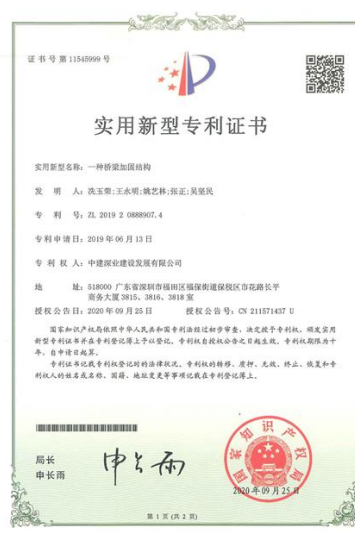 证书号第11545999号
实用新型专利证书
实用新型名称：一种桥梁加固结构
发 明 人：冼玉荣;王永明;姚艺林;张正;吴坚民
专 利 号：ZL 2019 2 0888907.4
专利申请日：2019年06月13日
专 利 权 人：中建深业建设发展有限公司
地 址：518000 广东省深圳市福田区福保街道保税区市花路长平
商务大厦3815、3816、3818室
授权公告日：2020年09月25日 授权公告号：CN 211571437 U
国家知识产权局依照中华人民共和国专利法经过初步审查，决定授予专利权，颁发实用
新型专利证书并在专利登记簿上予以登记。专利权自授权公告之日起生效。专利权期限为十
年，自申请日起算。
专利证书记载专利权登记时的法律状况。专利权的转移、质押、无效、终止、恢复和专
利权人的姓名或名称、国籍、地址变更等事项记载在专利登记簿上。
局长
申长雨
申长雨
国家知识产权局
2020年09月25日
第 1 页 (共 2 页)